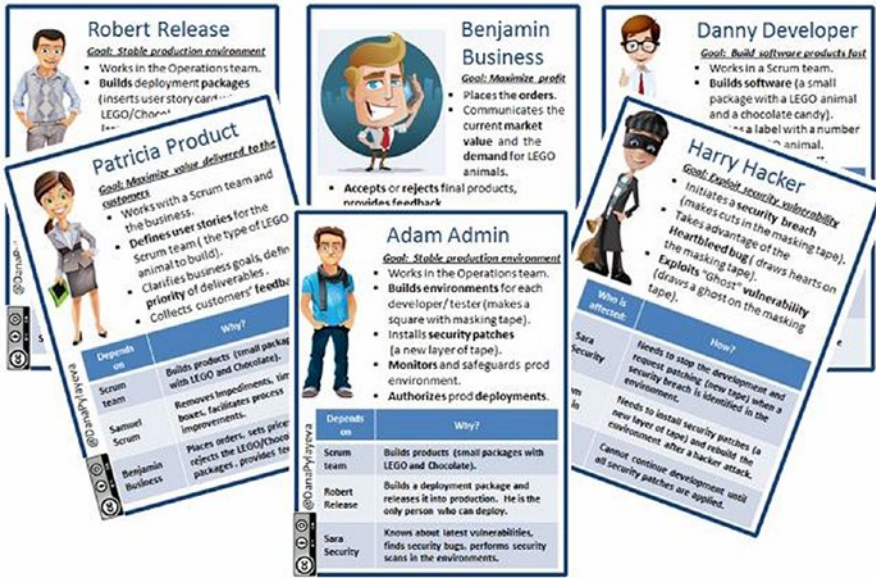 Robert Release
Goal: Stable production environment
Works in the Operations team.
Builds deployment packages
(inserts user story card
LEGO/Chocol
Benjamin
Business
Goal: Maximize profit
Places the orders.
Communicates the
current market
value and the
demand for LEGO
animals.
Accepts or rejects final products,
provides feedback
Danny Developer
Goal: Build software products fast
Works in a Scrum team.
Builds software (a small
package with a LEGO animal
and a chocolate candy).
a label with a number
animal.
Patricia Product
Goal: Maximize value delivered to the
customers
Works with a Scrum team and
the business.
Defines user stories for the
Scrum team ( the type of LEGO
animal to build).
Clarifies business goals, defin
priority of deliverables .
Collects customers' feedba
Depends
on
Why?
Scrum
team
Builds products (small packag
with LEGO and Chocolate).
Samuel
Scrum
Removes Impediments, tim
boxes, facilitates process
improvements.
Benjamin
Business
Places orders, sets price
rejects the LEGO/Choco
packages , provides fee
@DanaPylayeva
Adam Admin
Goal: Stable production environment
Works in the Operations team.
Builds environments for each
developer/ tester (makes a
square with masking tape).
Installs security patches
(a new layer of tape).
Monitors and safeguards prod
environment.
Authorizes prod deployments.
Depends
on
Why?
Scrum
team
Builds products (small packages with
LEGO and Chocolate).
Robert
Release
Builds a deployment package and
releases it into production. He is the
only person who can deploy.
Sara
Security
Knows about latest vulnerabilities,
finds security bugs, performs security
scans in the environments.
@DanaPylayeva
Harry Hacker
Goal: Exploit security vulnerability
Initiates a security breach
(makes cuts in the masking tape).
Takes advantage of the
Heartbleed bug ( draws hearts on
the masking tape).
Exploits "Ghost" vulnerability
(draws a ghost on the masking
tape).
Who is
affected:
How?
Sara
Security
Needs to stop the development and
request patching (new tape) when a
security breach is identified in the
environment.
Needs to install security patches (a
new layer of tape) and rebuild the
environment after a hacker attack.
Cannot continue development until
all security patches are applied.